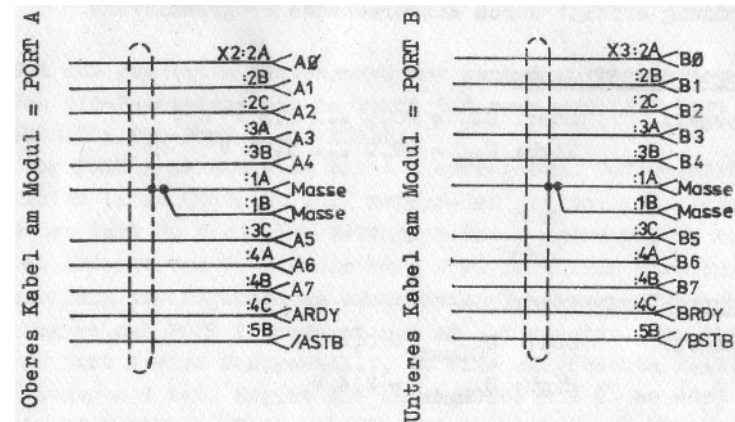 Oberes Kabel am Modul = PORT A
X2:2A A0
:2B A1
:2C A2
:3A A3
:3B A4
:1A Masse
:1B Masse
:3C A5
:4A A6
:4B A7
:4C ARDY
:5B /ASTB
Unteres Kabel am Modul = PORT B
X3:2A B0
:2B B1
:2C B2
:3A B3
:3B B4
:1A Masse
:1B Masse
:3C B5
:4A B6
:4B B7
:4C BRDY
:5B /BSTB